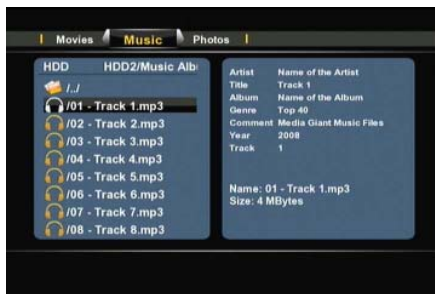 Movies Music Photos
HDD HDD2/Music Alb
/../
/01 - Track 1.mp3
/02 - Track 2.mp3
/03 - Track 3.mp3
/04 - Track 4.mp3
/05 - Track 5.mp3
/06 - Track 6.mp3
/07 - Track 7.mp3
/08 - Track 8.mp3
Artist Name of the Artist
Title Track 1
Album Name of the Album
Genre Top 40
Comment Media Giant Music Files
Year 2008
Track 1
Name: 01 - Track 1.mp3
Size: 4 MBytes